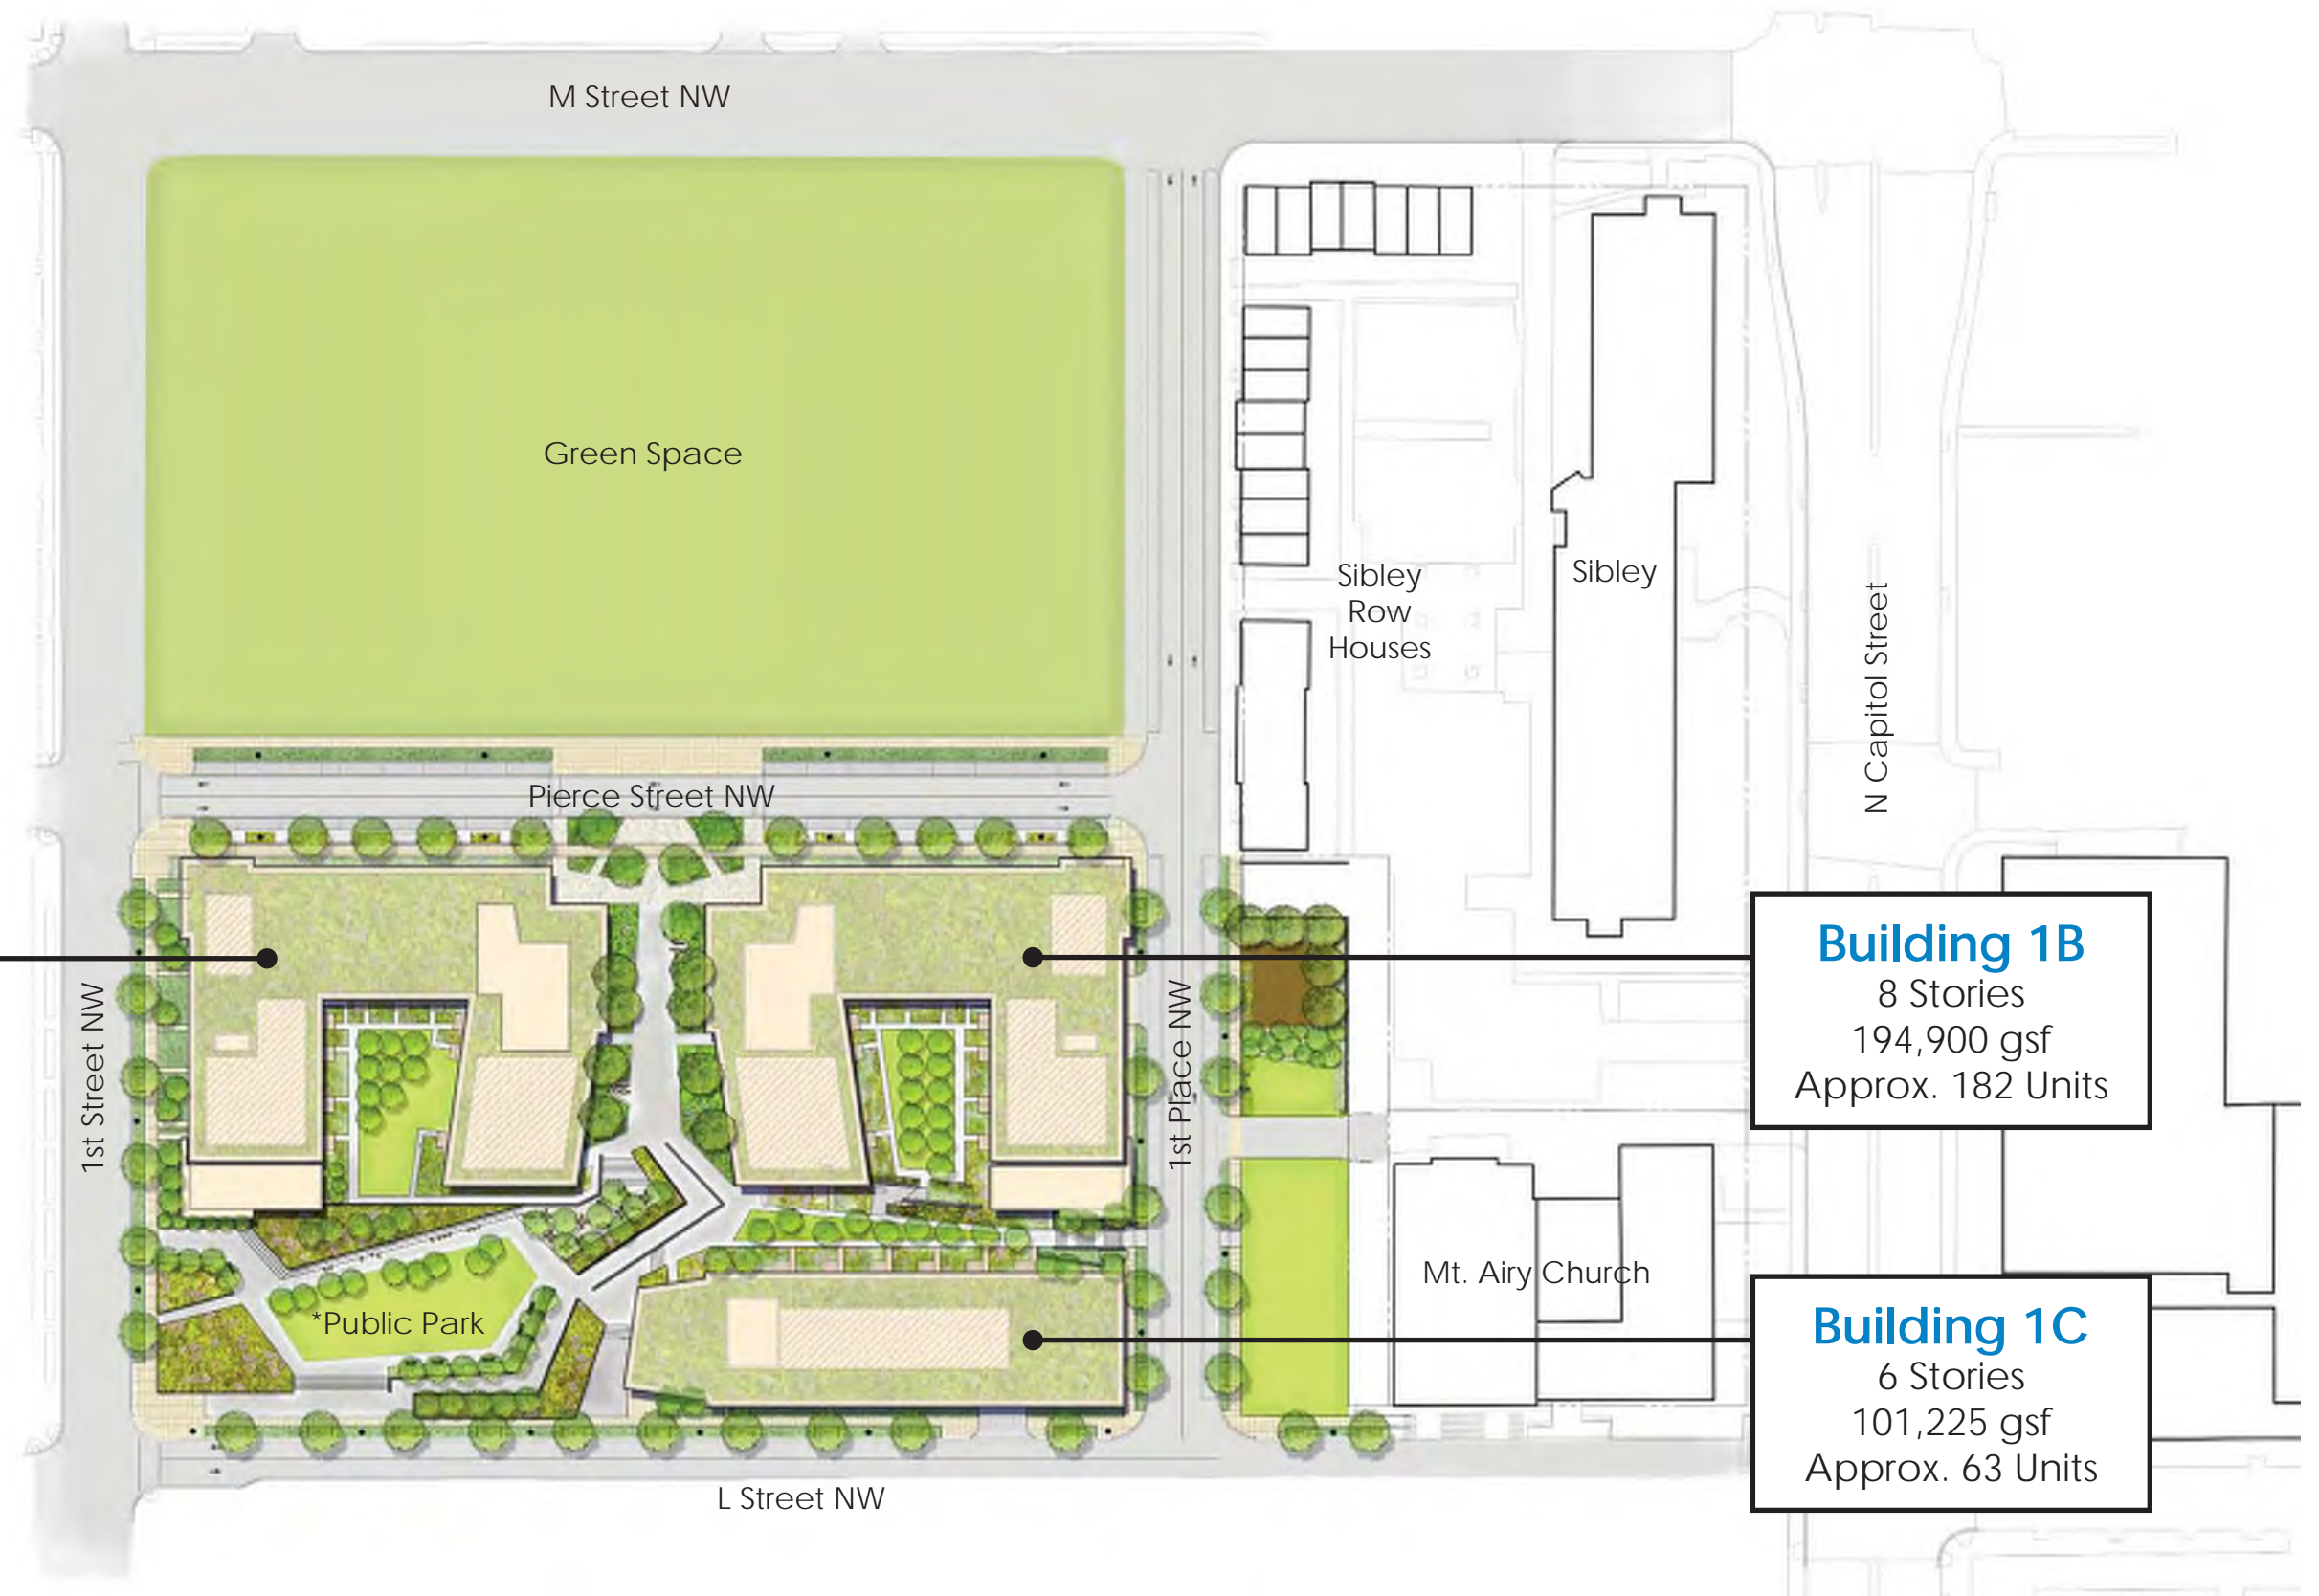 M Street NW
Green Space
Sibley
Row
Houses
Sibley
N Capitol Street
Pierce Street NW
1st Street NW
1st Place NW
Building 1B
8 Stories
194,900 gsf
Approx. 182 Units
Mt. Airy Church
*Public Park
Building 1C
6 Stories
101,225 gsf
Approx. 63 Units
L Street NW